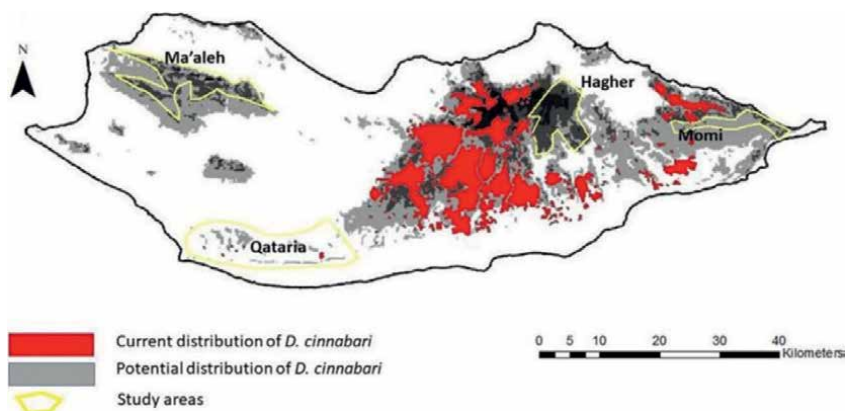 Ma'aleh
N
Hagher
Momi
Qataria
Current distribution of D. cinnabari
Potential distribution of D. cinnabari
Study areas
0 5 10 20 30 40
Kilometersa